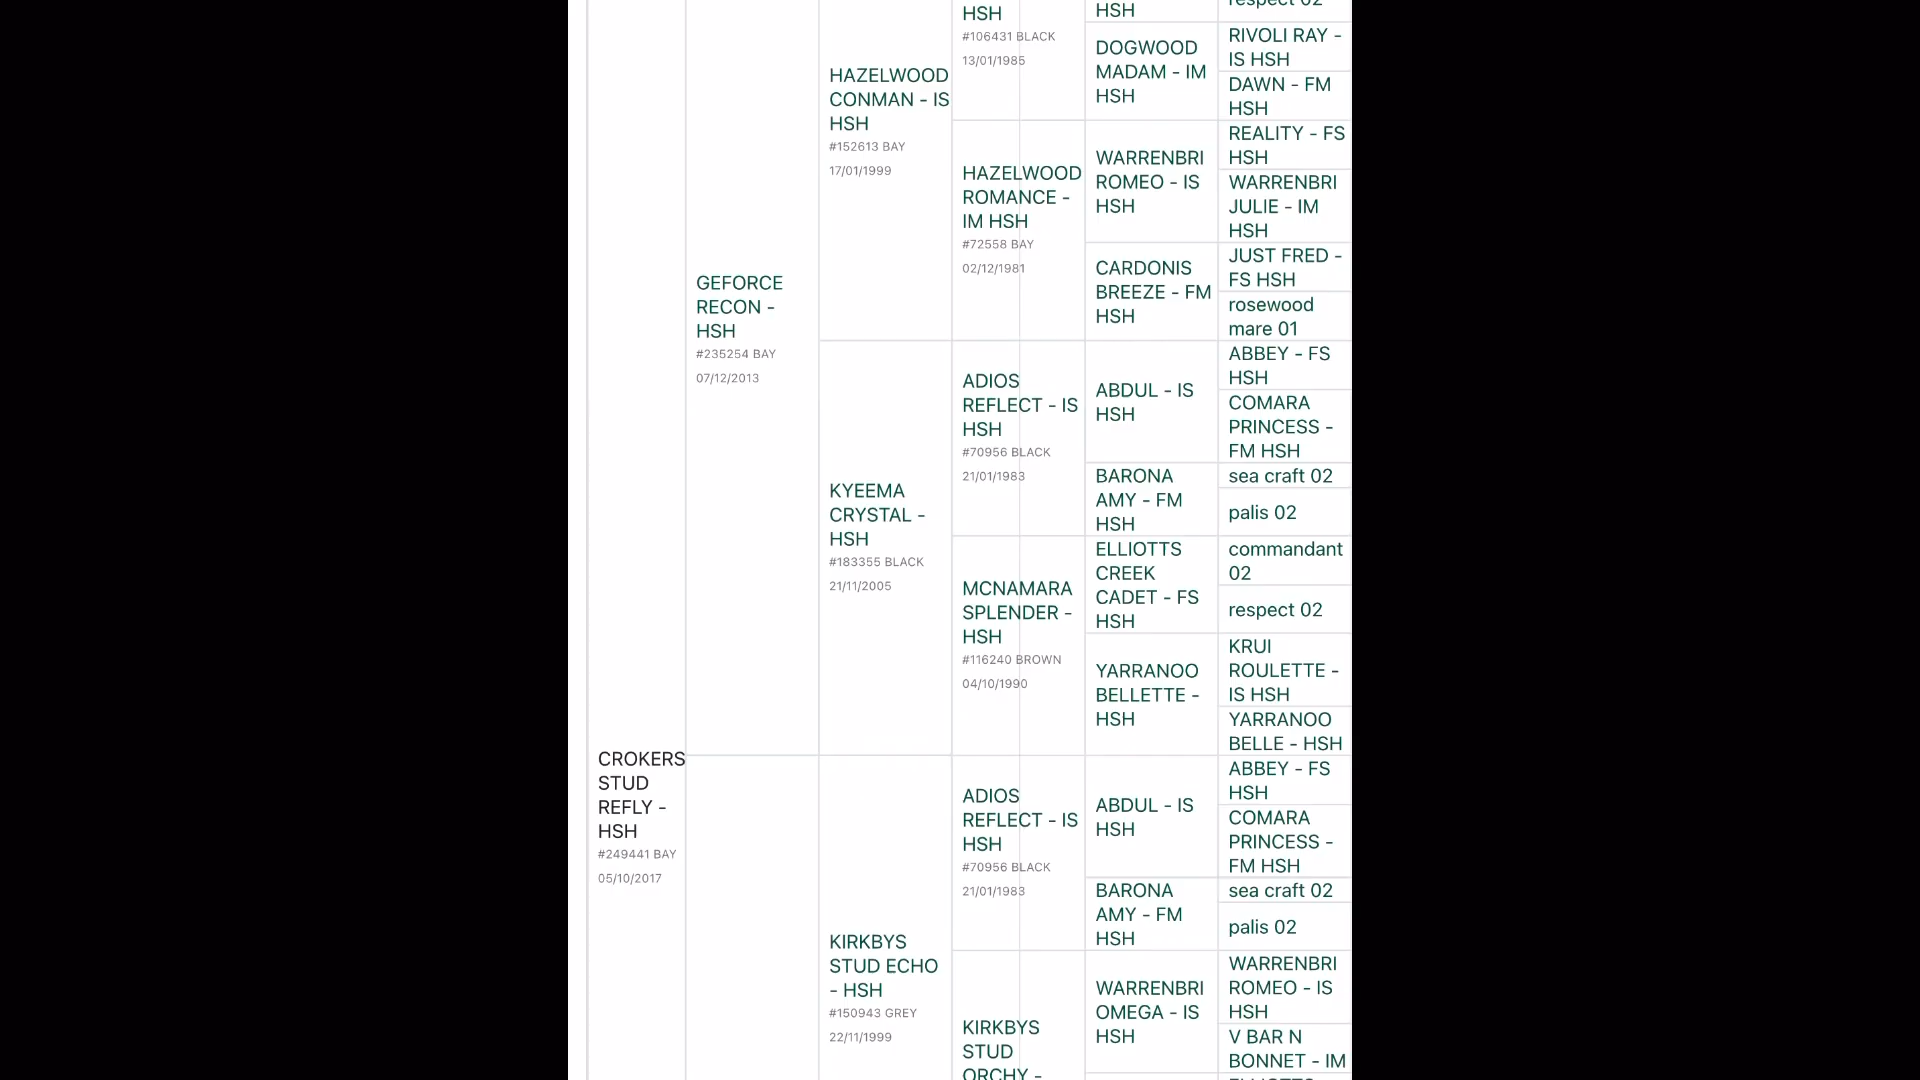 CROKERS
STUD
REFLY -
HSH
#249441 BAY
05/10/2017
GEFORCE
RECON -
HSH
#235254 BAY
07/12/2013
HAZELWOOD
CONMAN - IS
HSH
#152613 BAY
17/01/1999
KYEEMA
CRYSTAL -
HSH
#183355 BLACK
21/11/2005
KIRKBYS
STUD ECHO
- HSH
#150943 GREY
22/11/1999
HSH
#106431 BLACK
13/01/1985
HAZELWOOD
ROMANCE -
IM HSH
#72558 BAY
02/12/1981
ADIOS
REFLECT - IS
HSH
#70956 BLACK
21/01/1983
MCNAMARA
SPLENDER -
HSH
#116240 BROWN
04/10/1990
ADIOS
REFLECT - IS
HSH
#70956 BLACK
21/01/1983
KIRKBYS
STUD
ORCHY -
HSH
DOGWOOD
MADAM - IM
HSH
WARRENBRI
ROMEO - IS
HSH
CARDONIS
BREEZE - FM
HSH
ABDUL - IS
HSH
BARONA
AMY - FM
HSH
ELLIOTTS
CREEK
CADET - FS
HSH
YARRANOO
BELLETTE -
HSH
ABDUL - IS
HSH
BARONA
AMY - FM
HSH
WARRENBRI
OMEGA - IS
HSH
respect 02
RIVOLI RAY -
IS HSH
DAWN - FM
HSH
REALITY - FS
HSH
WARRENBRI
JULIE - IM
HSH
JUST FRED -
FS HSH
rosewood
mare 01
ABBEY - FS
HSH
COMARA
PRINCESS -
FM HSH
sea craft 02
palis 02
commandant
02
respect 02
KRUI
ROULETTE -
IS HSH
YARRANOO
BELLE - HSH
ABBEY - FS
HSH
COMARA
PRINCESS -
FM HSH
sea craft 02
palis 02
WARRENBRI
ROMEO - IS
HSH
V BAR N
BONNET - IM